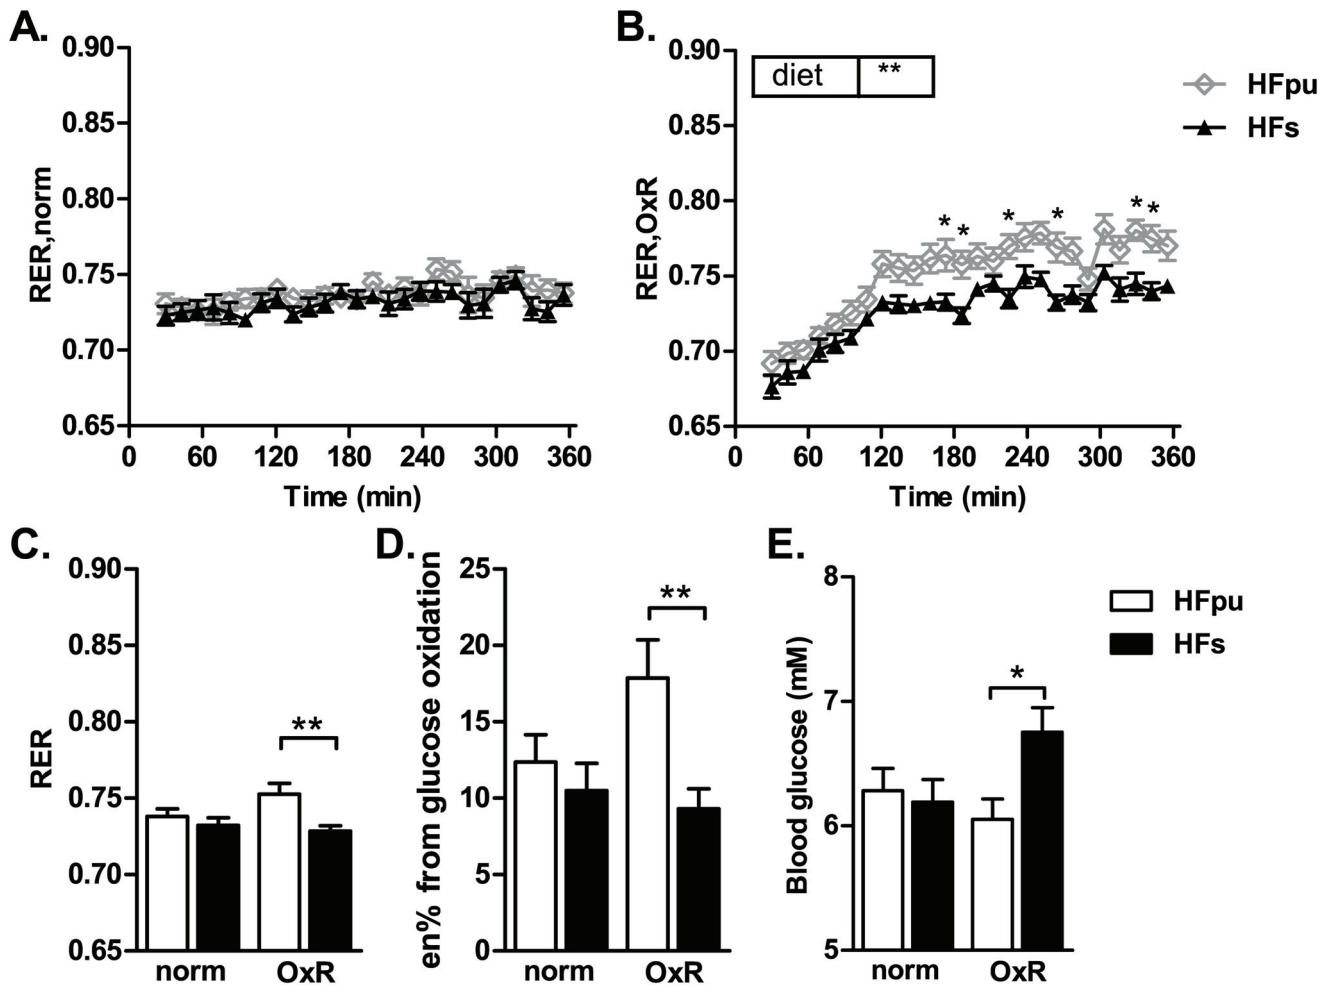 A.
0.90
0.85
0.80
0.75
0.70
0.65
RER,norm
0 60 120 180 240 300 360
Time (min)
B.
0.90
0.85
0.80
0.75
0.70
0.65
RER,OxR
diet **
* * * * * *
0 60 120 180 240 300 360
Time (min)
HFpu
HFs
C.
0.90
0.85
0.80
0.75
0.70
0.65
RER
**
norm OxR
D.
25
20
15
10
5
0
en% from glucose oxidation
**
norm OxR
E.
8
7
6
5
Blood glucose (mM)
*
norm OxR
HFpu
HFs